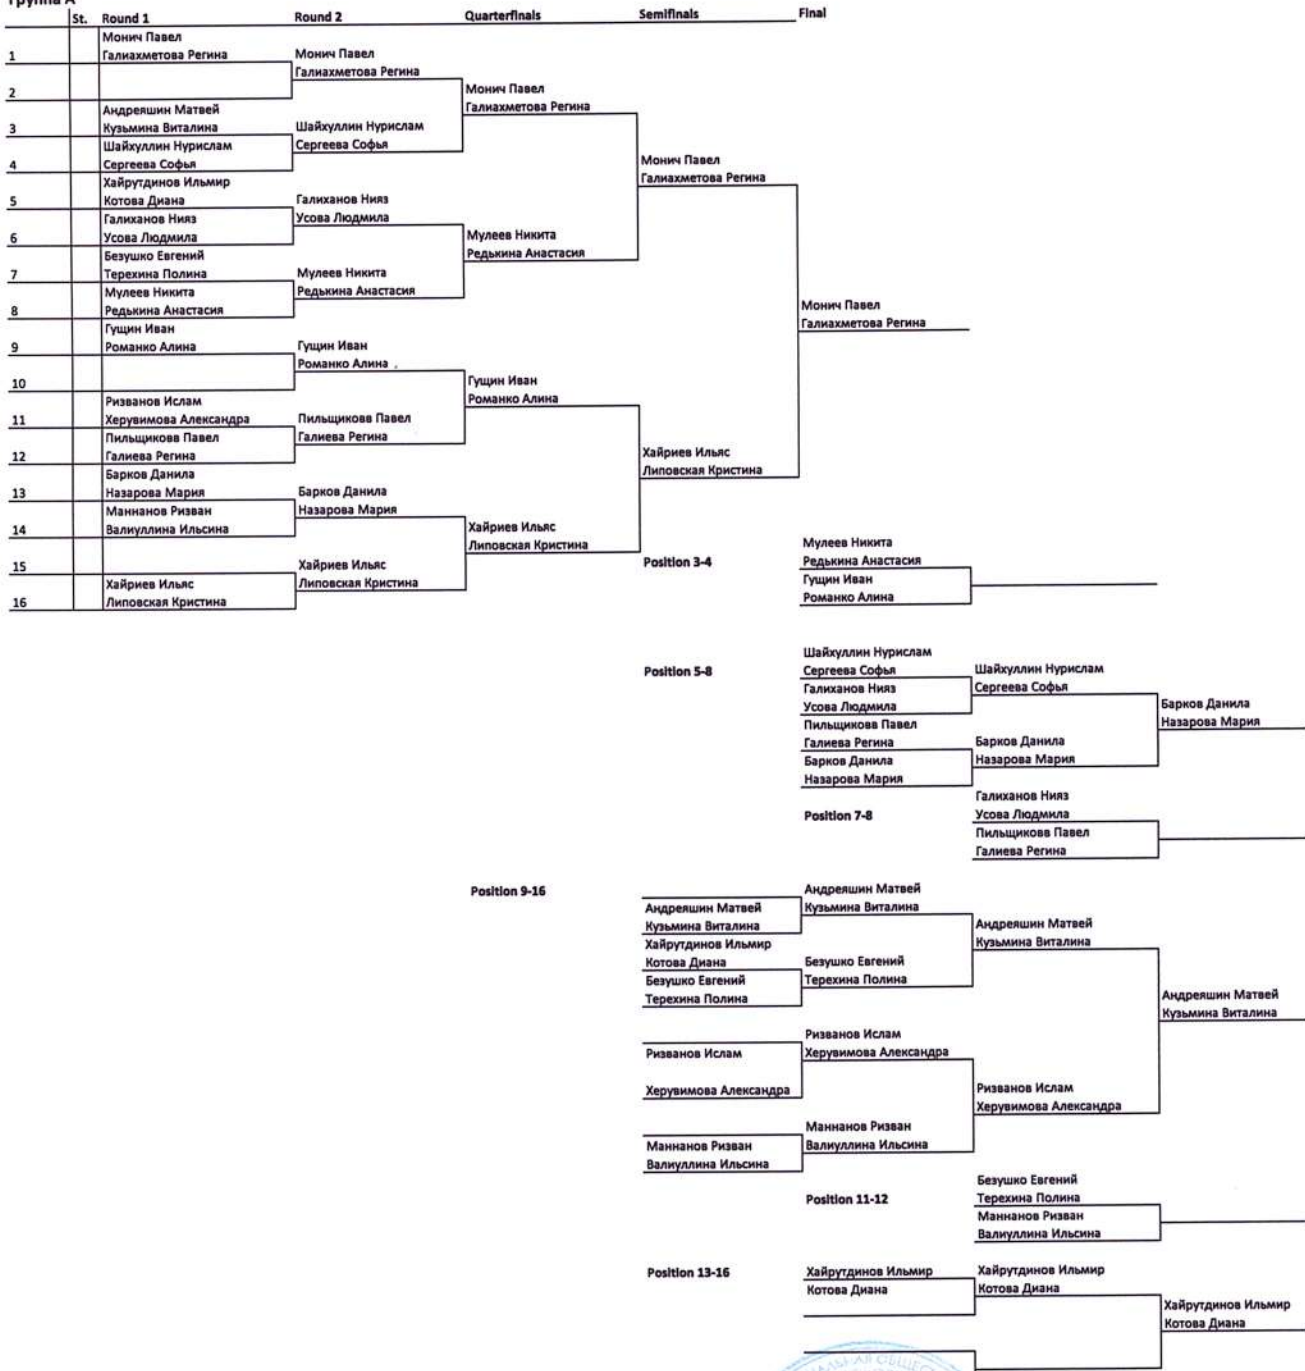 Группа А
St. Round 1 Round 2 Quarterfinals Semifinals Final
Монич Павел
1 Галиахметова Регина
Монич Павел
Галиахметова Регина
2
Монич Павел
Галиахметова Регина
Андреяшин Матвей
3 Кузьмина Виталина
Шайхуллин Нурислам
Сергеева Софья
Шайхуллин Нурислам
4 Сергеева Софья
Монич Павел
Галиахметова Регина
Хайрутдинов Ильмир
5 Котова Диана
Галиханов Нияз
Усова Людмила
Галиханов Нияз
6 Усова Людмила
Мулеев Никита
Редькина Анастасия
Безушко Евгений
7 Терехина Полина
Мулеев Никита
Редькина Анастасия
Мулеев Никита
8 Редькина Анастасия
Монич Павел
Галиахметова Регина
Гущин Иван
9 Романко Алина
Гущин Иван
Романко Алина
10
Гущин Иван
Романко Алина
Ризванов Ислам
11 Херувимова Александра
Пильщикова Павел
Галиева Регина
Пильщикова Павел
12 Галиева Регина
Хайриев Ильяс
Липовская Кристина
Барков Данила
13 Назарова Мария
Барков Данила
Назарова Мария
Маннанов Ризван
14 Валиуллина Ильсина
Хайриев Ильяс
Липовская Кристина
15
Хайриев Ильяс
Липовская Кристина
Хайриев Ильяс
16 Липовская Кристина
Position 3-4
Мулеев Никита
Редькина Анастасия
Гущин Иван
Романко Алина
Position 5-8
Шайхуллин Нурислам
Сергеева Софья
Галиханов Нияз
Усова Людмила
Пильщикова Павел
Галиева Регина
Барков Данила
Назарова Мария
Шайхуллин Нурислам
Сергеева Софья
Барков Данила
Назарова Мария
Барков Данила
Назарова Мария
Position 7-8
Галиханов Нияз
Усова Людмила
Пильщикова Павел
Галиева Регина
Position 9-16
Андреяшин Матвей
Кузьмина Виталина
Хайрутдинов Ильмир
Котова Диана
Безушко Евгений
Терехина Полина
Ризванов Ислам
Херувимова Александра
Маннанов Ризван
Валиуллина Ильсина
Андреяшин Матвей
Кузьмина Виталина
Безушко Евгений
Терехина Полина
Ризванов Ислам
Херувимова Александра
Маннанов Ризван
Валиуллина Ильсина
Андреяшин Матвей
Кузьмина Виталина
Ризванов Ислам
Херувимова Александра
Андреяшин Матвей
Кузьмина Виталина
Position 11-12
Безушко Евгений
Терехина Полина
Маннанов Ризван
Валиуллина Ильсина
Position 13-16
Хайрутдинов Ильмир
Котова Диана
Хайрутдинов Ильмир
Котова Диана
Хайрутдинов Ильмир
Котова Диана